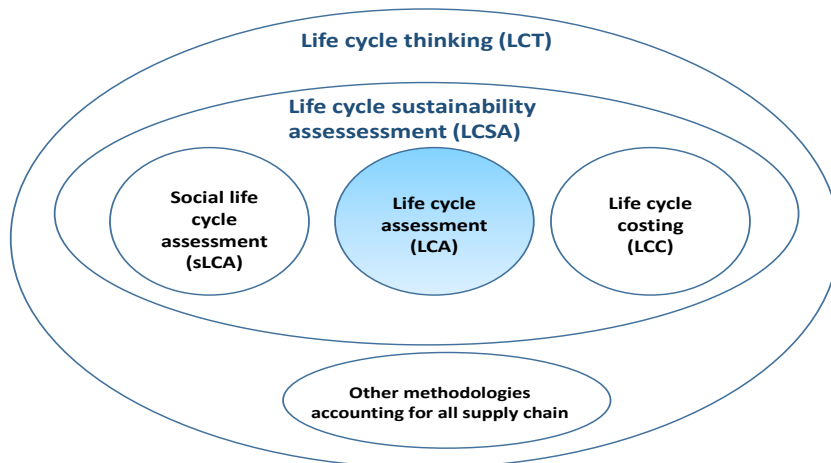 Life cycle thinking (LCT)
Life cycle sustainability
assessessment (LCSA)
Social life
cycle
assessment
(sLCA)
Life cycle
assessment
(LCA)
Life cycle
costing
(LCC)
Other methodologies
accounting for all supply chain